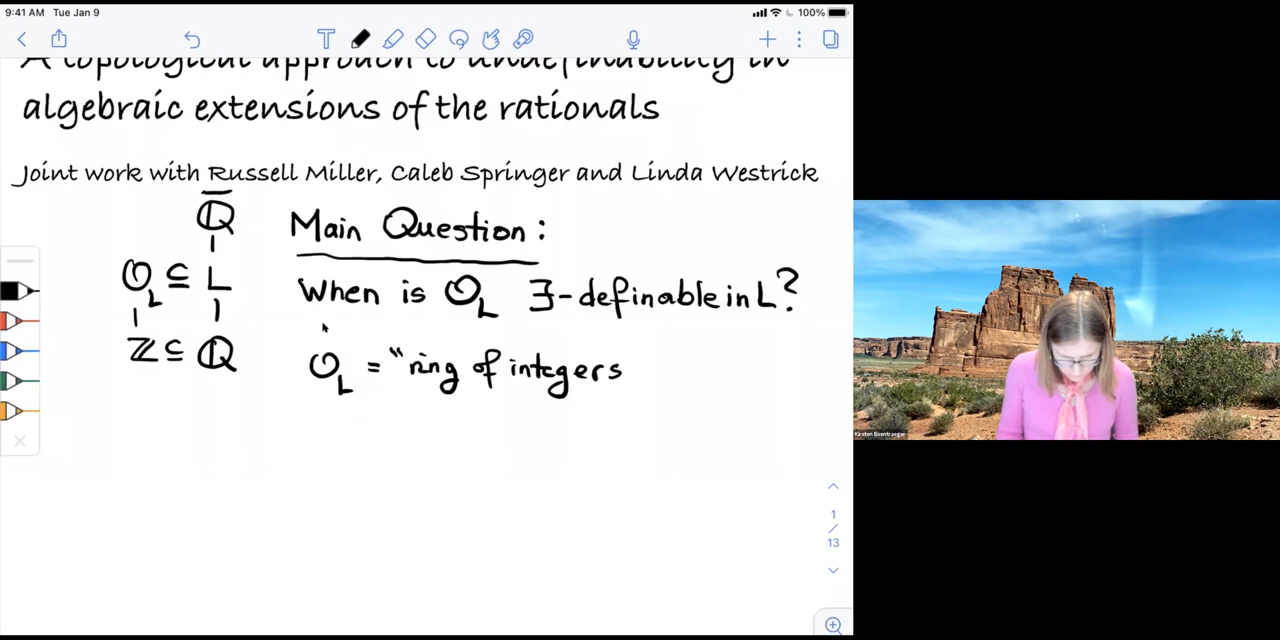 9:41 AM Tue Jan 9
100%
A topological approach to undefinability in
algebraic extensions of the rationals
Joint work with Russell Miller, Caleb Springer and Linda Westrick
ℚ̅
Main Question:
O_L ⊆ L
When is O_L ∃-definable in L?
ℤ ⊆ ℚ
O_L = "ring of integers
1
/
13
Kirsten Eisentraeger